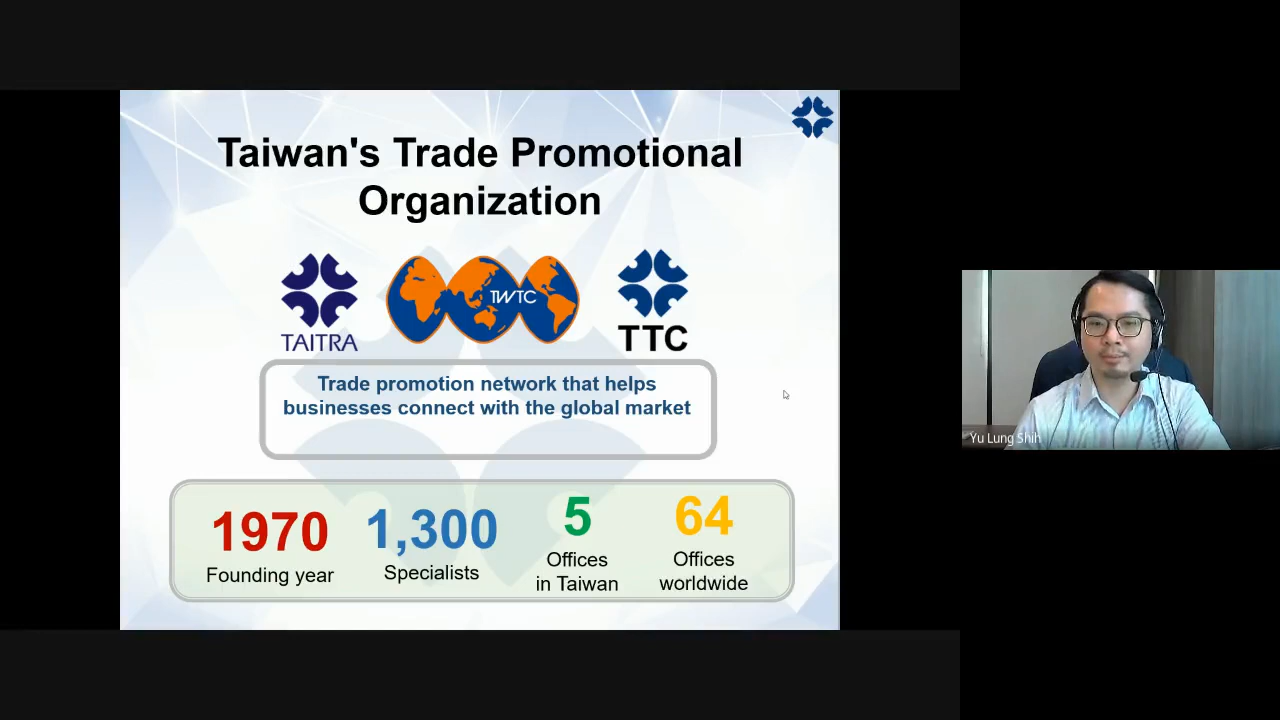 Taiwan's Trade Promotional
Organization
TAITRA
TWTC
TTC
Trade promotion network that helps
businesses connect with the global market
1970
Founding year
1,300
Specialists
5
Offices
in Taiwan
64
Offices
worldwide
Yu Lung Shih